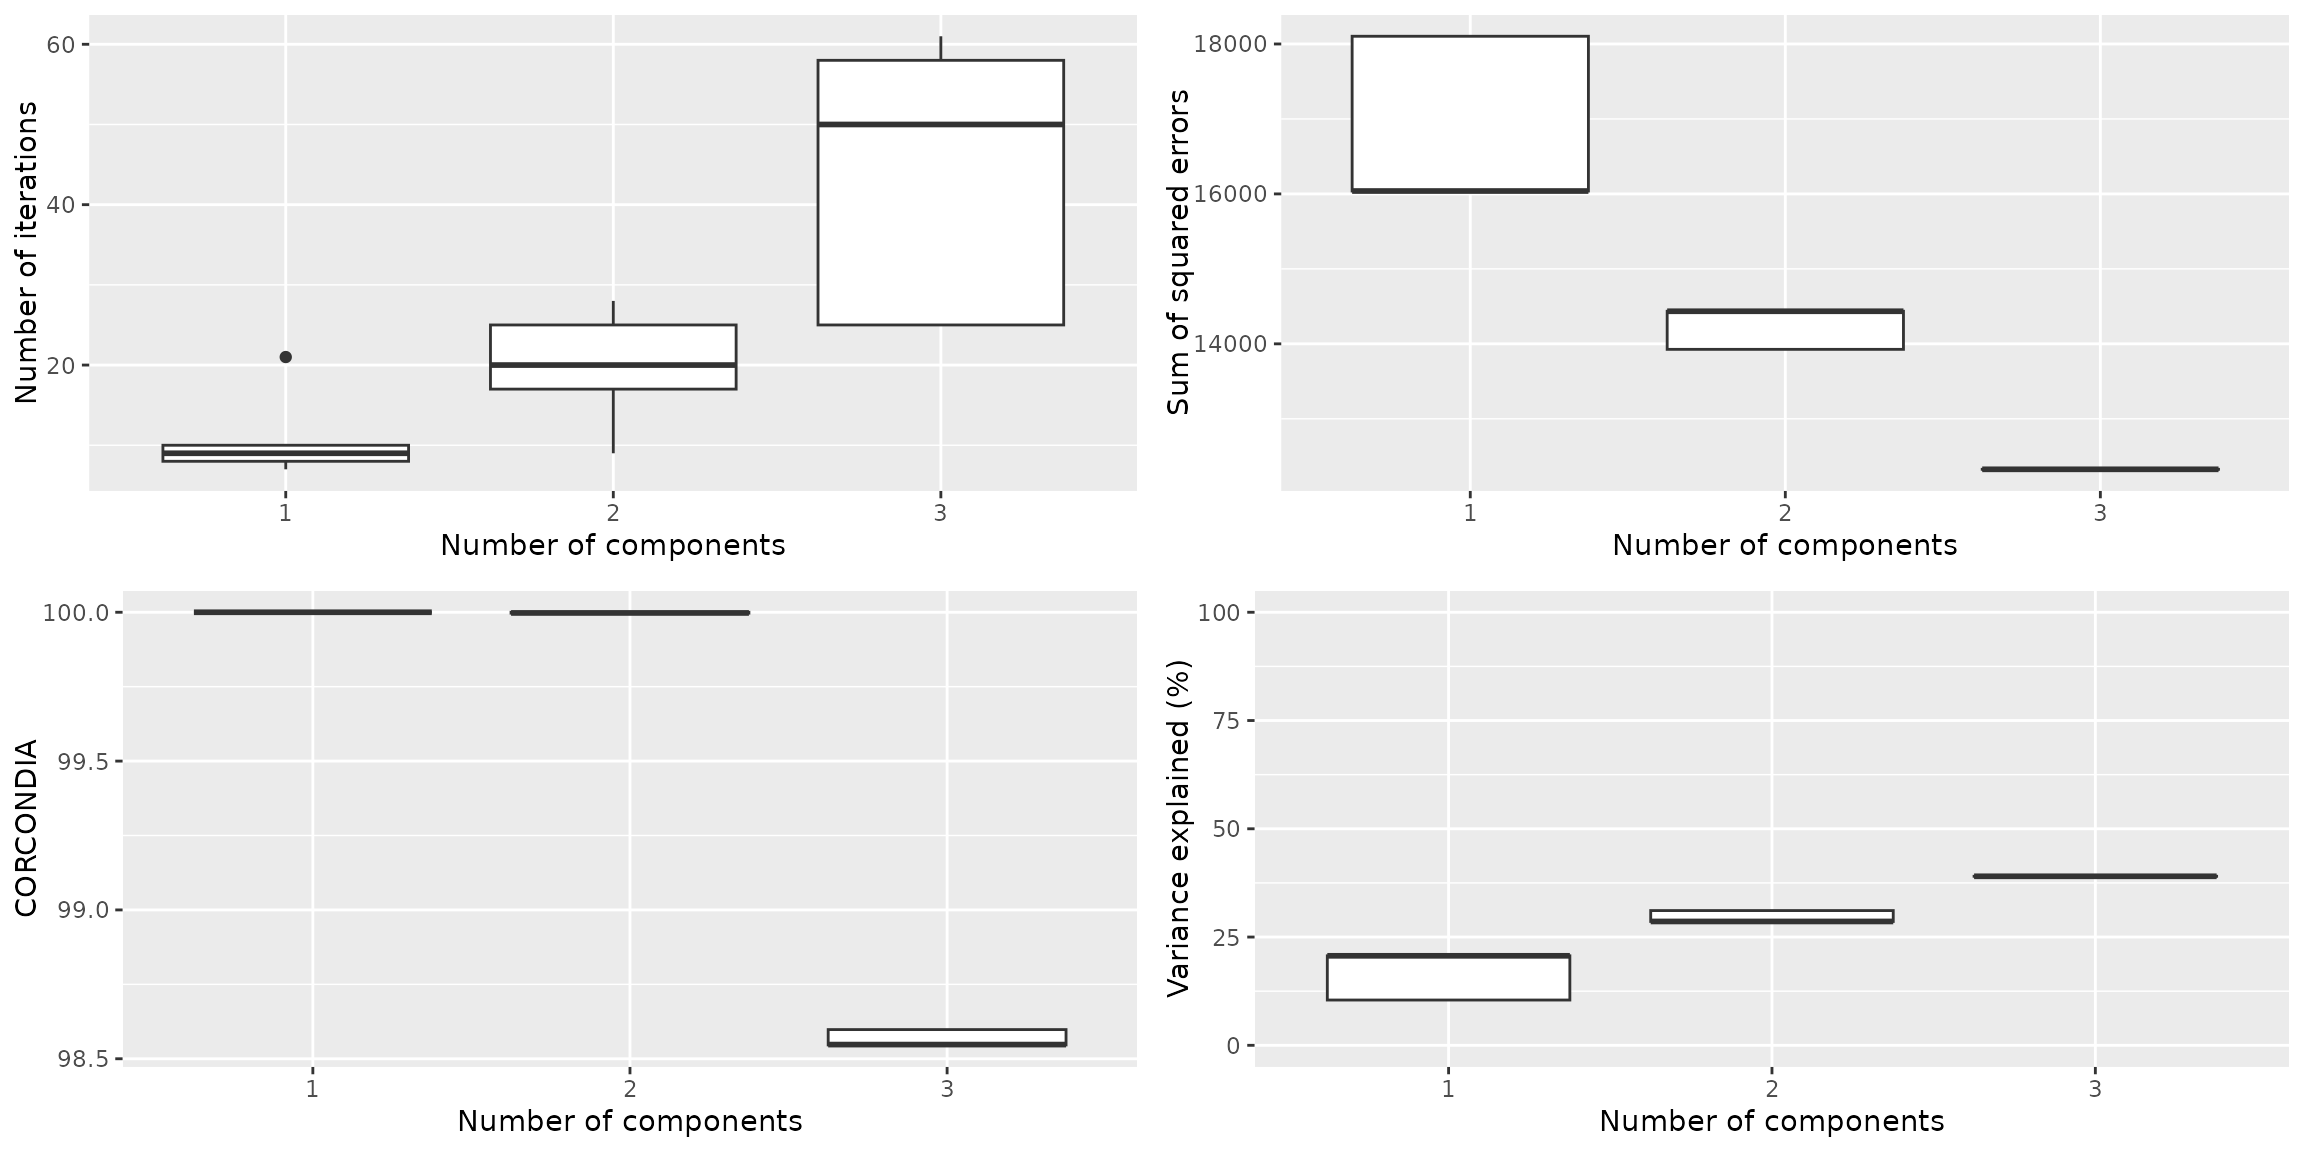 Number of iterations
60
40
20
1 2 3
Number of components
Sum of squared errors
18000
16000
14000
1 2 3
Number of components
CORCONDIA
100.0
99.5
99.0
98.5
1 2 3
Number of components
Variance explained (%)
100
75
50
25
0
1 2 3
Number of components